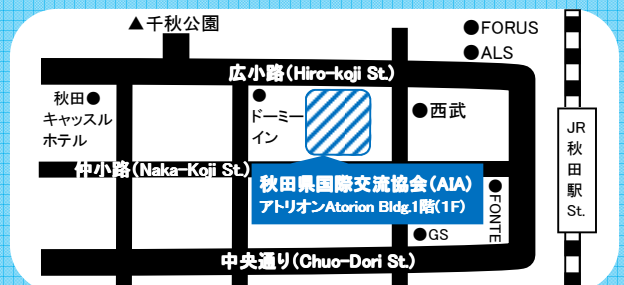 ▲千秋公園
●FORUS
●ALS
広小路(Hiro-koji St.)
秋田●
キャッスル
ホテル
●
ドーミー
イン
●西武
JR
秋
田
駅
St.
仲小路(Naka-Koji St.)
秋田県国際交流協会(AIA)
アトリオンAtorion Bldg.1階(1F)
●FONTE
●GS
中央通り(Chuo-Dori St.)